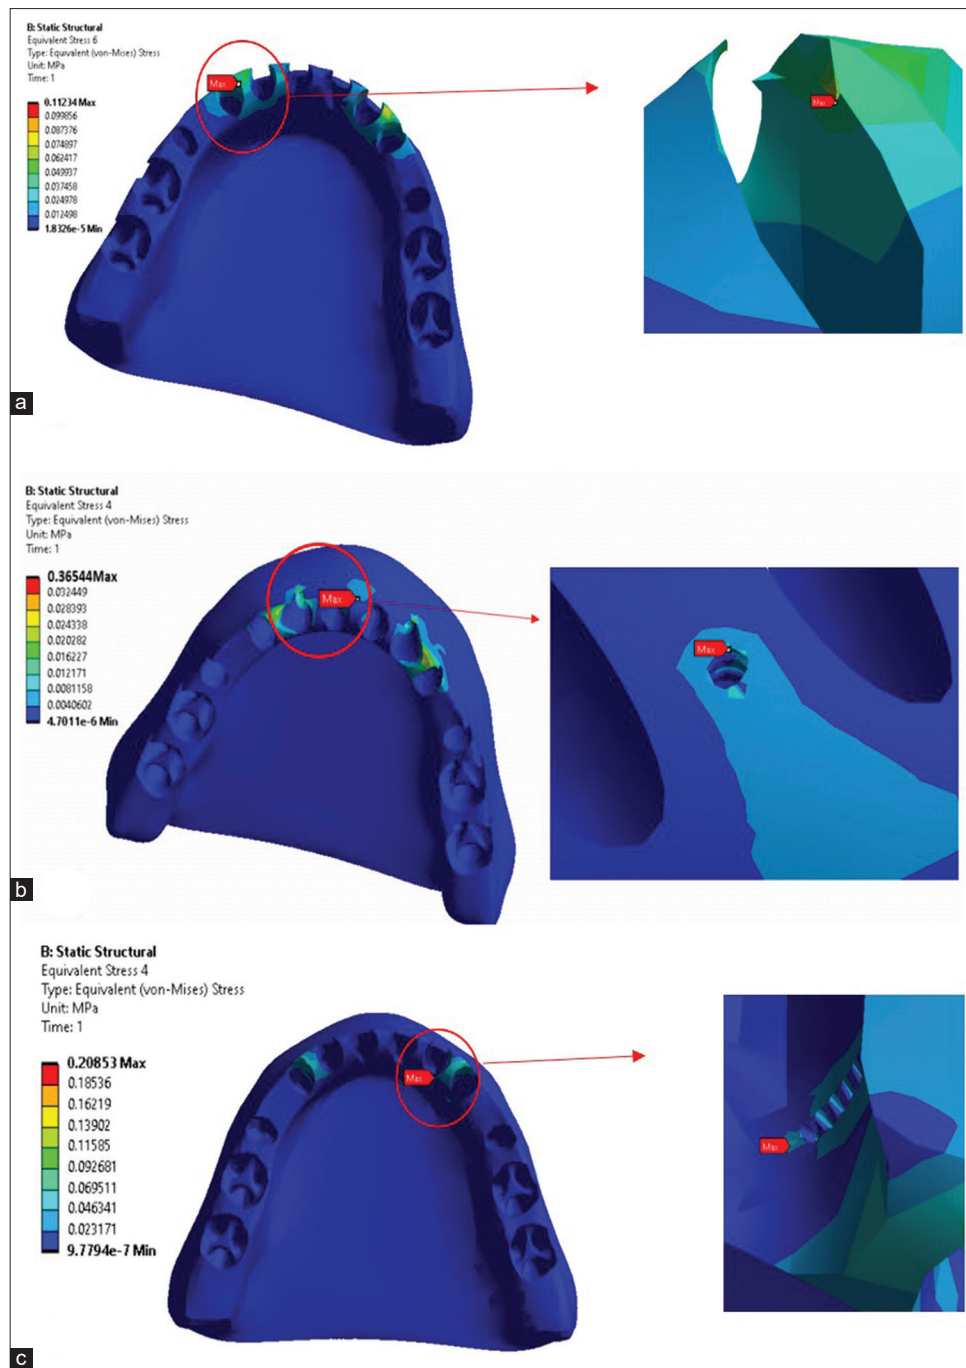 B: Static Structural
Equivalent Stress 6
Type: Equivalent (von-Mises) Stress
Unit: MPa
Time: 1
0.11234 Max
0.099856
0.087376
0.074897
0.062417
0.049937
0.037458
0.024978
0.012498
1.8326e-5 Min
Max
Max
a
B: Static Structural
Equivalent Stress 4
Type: Equivalent (von-Mises) Stress
Unit: MPa
Time: 1
0.36544Max
0.032449
0.028393
0.024338
0.020282
0.016227
0.012171
0.0081158
0.0040602
4.7011e-6 Min
Max
Max
b
B: Static Structural
Equivalent Stress 4
Type: Equivalent (von-Mises) Stress
Unit: MPa
Time: 1
0.20853 Max
0.18536
0.16219
0.13902
0.11585
0.092681
0.069511
0.046341
0.023171
9.7794e-7 Min
Max
Max
c